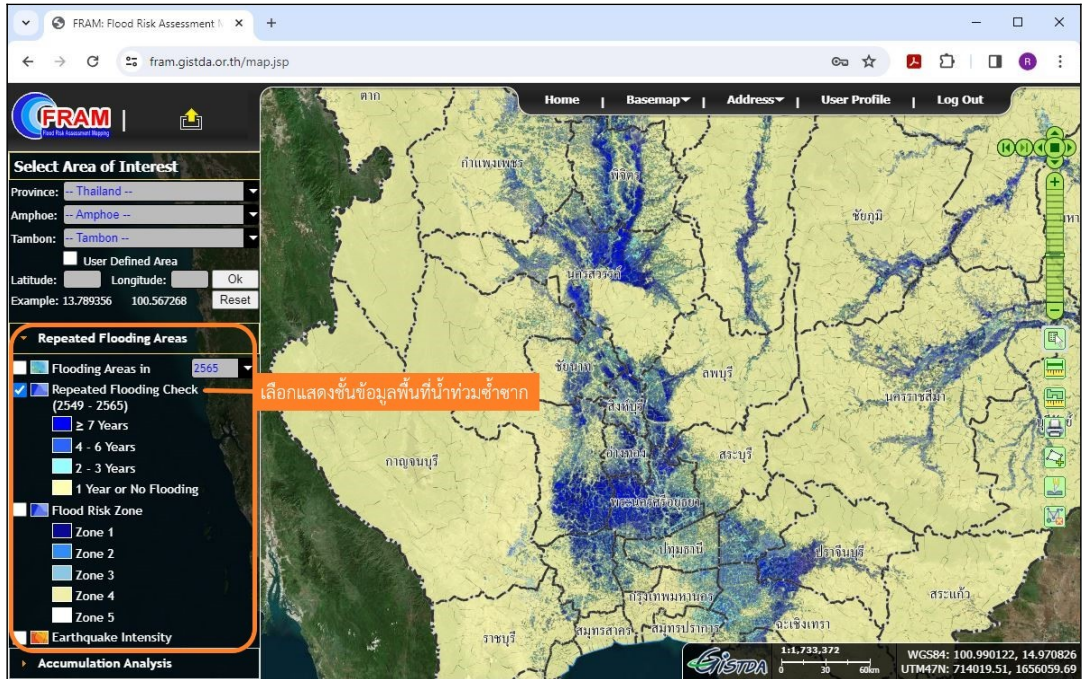 FRAM: Flood Risk Assessment M
fram.gistda.or.th/map.jsp
R
FRAM
Flood Risk Assessment Mapping
Home | Basemap | Address | User Profile | Log Out
Select Area of Interest
Province: -- Thailand --
Amphoe: -- Amphoe --
Tambon: -- Tambon --
User Defined Area
Latitude: Longitude: Ok
Example: 13.789356 100.567268 Reset
Repeated Flooding Areas
Flooding Areas in 2565
Repeated Flooding Check
(2549 - 2565)
≥ 7 Years
4 - 6 Years
2 - 3 Years
1 Year or No Flooding
Flood Risk Zone
Zone 1
Zone 2
Zone 3
Zone 4
Zone 5
Earthquake Intensity
Accumulation Analysis
เลือกแสดงชั้นข้อมูลพื้นที่น้ำท่วมซ้ำซาก
ตาก
กำแพงเพชร
พิจิตร
ชัยภูมิ
นครสวรรค์
ชัยนาท
ลพบุรี
สิงห์บุรี
นครราชสีมา
อ่างทอง
สระบุรี
กาญจนบุรี
พระนครศรีอยุธยา
ปทุมธานี
ปราจีนบุรี
กรุงเทพมหานคร
สระแก้ว
ฉะเชิงเทรา
สมุทรสาคร
สมุทรปราการ
ราชบุรี
GISTDA
1:1,733,372
0 30 60km
WGS84: 100.990122, 14.970826
UTM47N: 714019.51, 1656059.69